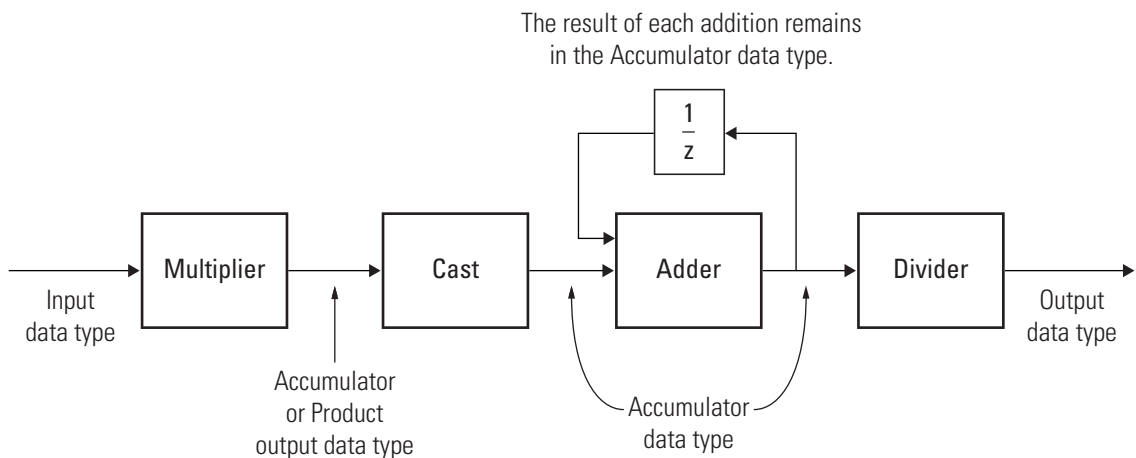 The result of each addition remains
in the Accumulator data type.
1
z
Multiplier
Cast
Adder
Divider
Input
data type
Accumulator
or Product
output data type
Accumulator
data type
Output
data type